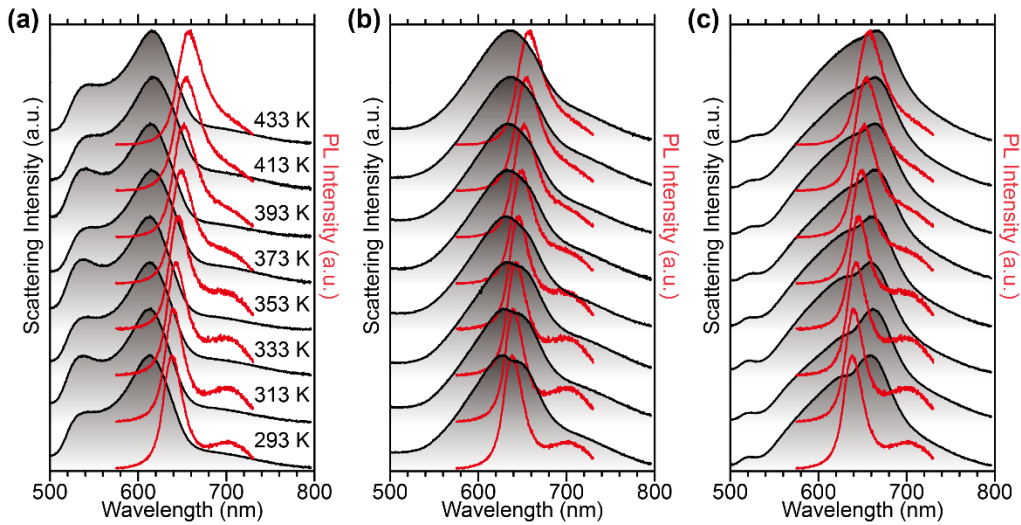 (a)
Scattering Intensity (a.u.)
433 K
413 K
393 K
373 K
353 K
333 K
313 K
293 K
PL Intensity (a.u.)
500 600 700 800
Wavelength (nm)
(b)
Scattering Intensity (a.u.)
PL Intensity (a.u.)
500 600 700 800
Wavelength (nm)
(c)
Scattering Intensity (a.u.)
PL Intensity (a.u.)
500 600 700 800
Wavelength (nm)